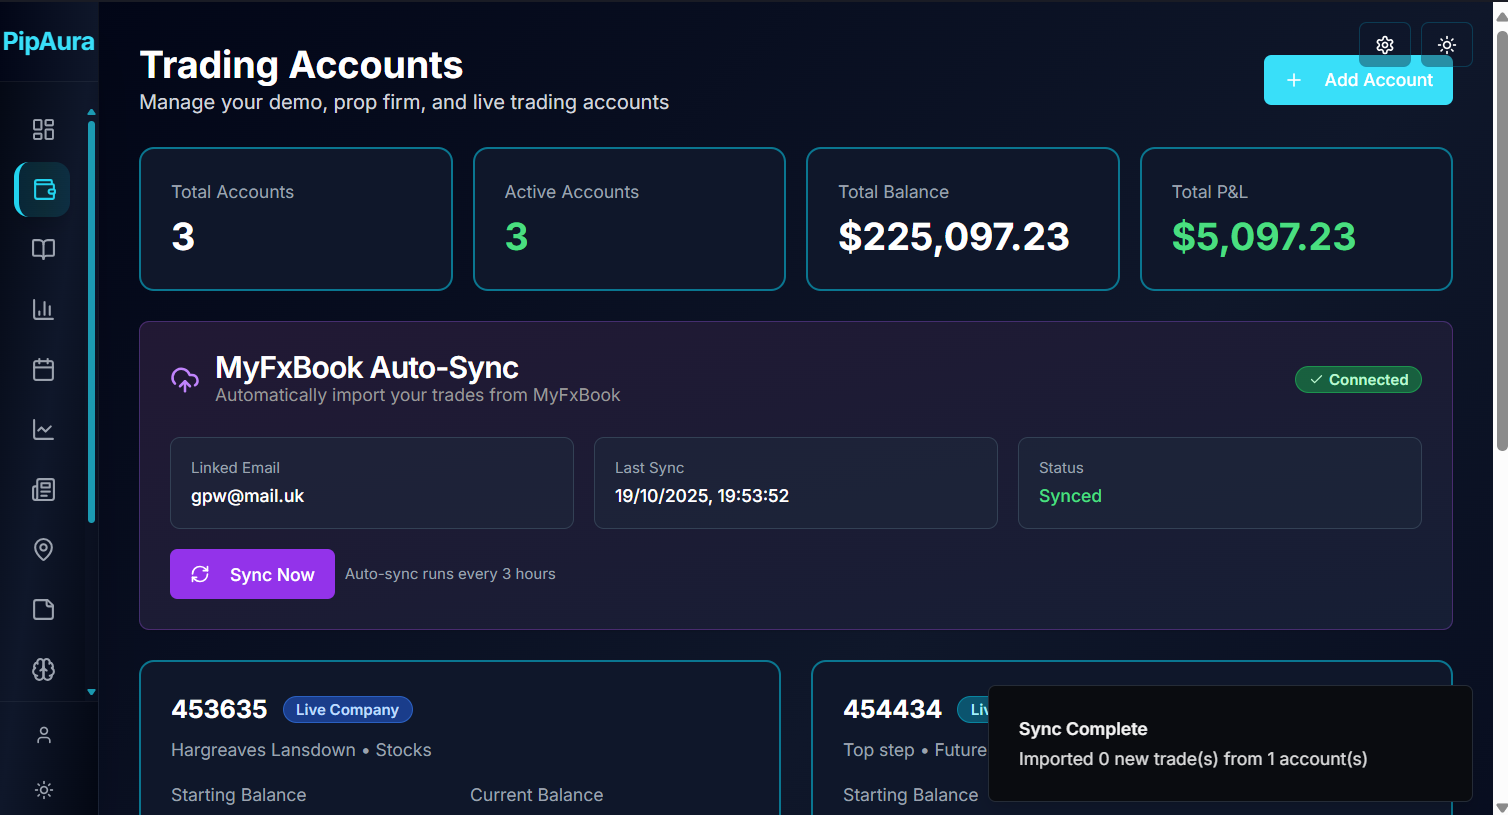 PipAura
Trading Accounts
Manage your demo, prop firm, and live trading accounts
+ Add Account
Total Accounts
3
Active Accounts
3
Total Balance
$225,097.23
Total P&L
$5,097.23
MyFxBook Auto-Sync
Automatically import your trades from MyFxBook
Connected
Linked Email
gpw@mail.uk
Last Sync
19/10/2025, 19:53:52
Status
Synced
Sync Now
Auto-sync runs every 3 hours
453635
Live Company
Hargreaves Lansdown • Stocks
Starting Balance
Current Balance
454434
Liv
Top step • Future
Starting Balance
Sync Complete
Imported 0 new trade(s) from 1 account(s)